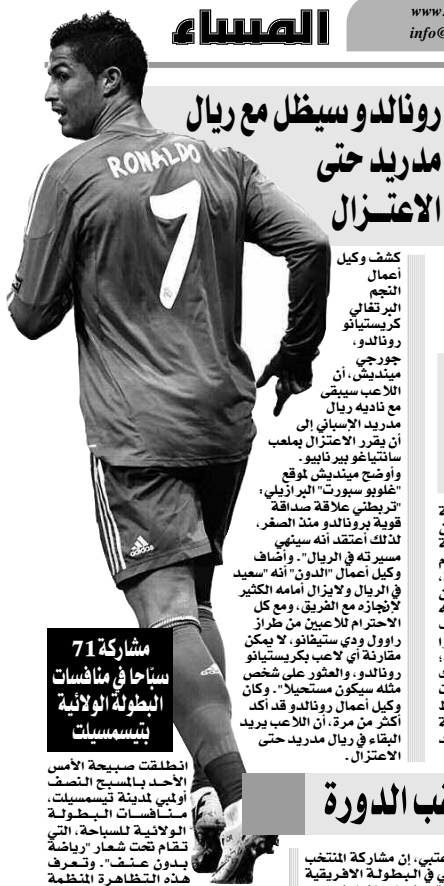 المساء
www.
info@
رونالدو سيظل مع ريال
مدريد حتى
الاعتـزال
RONALDO
7
كشف وكيل
أعمال
النجم
البرتغالي
كريستيانو
رونالدو،
جورجي
مينديش، أن
اللاعب سيبقى
مع ناديه ريال
مدريد الإسباني إلى
أن يقرر الاعتزال بملعب
سانتياغو بيرنابيو.
وأوضح مينديش لموقع
"غلوبو سبورت" البرازيلي:
"تربطني علاقة صداقة
قوية برونالدو منذ الصغر،
لذلك أعتقد أنه سينهي
مسيرته في الريال". وأضاف
وكيل أعمال "الدون" أنه "سعيد
في الريال ولايزال أمامه الكثير
لإنجازه مع الفريق، ومع كل
الاحترام للاعبين من طراز
راوول ودي ستيفانو، لا يمكن
مقارنة أي لاعب بكريستيانو
رونالدو، والعثور على شخص
مثله سيكون مستحيلا". وكان
وكيل أعمال رونالدو قد أكد
أكثر من مرة، أن اللاعب يريد
البقاء في ريال مدريد حتى
الاعتزال.
adidas
مشاركة 71
سبّاحا في منافسات
البطولة الولائية
بتيسمسيلت
انطلقت صبيحة الأمس
الأحد بالمسبح النصف
أولمبي لمدينة تيسمسيلت،
منافسات البطولة
الولائية للسباحة، التي
تقام تحت شعار "رياضة
بدون عنف". وتعرف
هذه التظاهرة المنظمة
الدورة
إن مشاركة المنتخب
في البطولة الافريقية